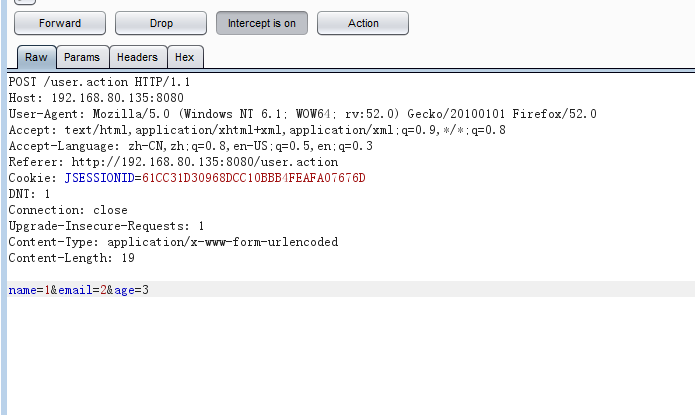 Forward Drop Intercept is on Action
Raw Params Headers Hex
POST /user.action HTTP/1.1
Host: 192.168.80.135:8080
User-Agent: Mozilla/5.0 (Windows NT 6.1; WOW64; rv:52.0) Gecko/20100101 Firefox/52.0
Accept: text/html,application/xhtml+xml,application/xml;q=0.9,*/*;q=0.8
Accept-Language: zh-CN,zh;q=0.8,en-US;q=0.5,en;q=0.3
Referer: http://192.168.80.135:8080/user.action
Cookie: JSESSIONID=61CC31D30968DCC10BBB4FEAFA07676D
DNT: 1
Connection: close
Upgrade-Insecure-Requests: 1
Content-Type: application/x-www-form-urlencoded
Content-Length: 19
name=1&email=2&age=3